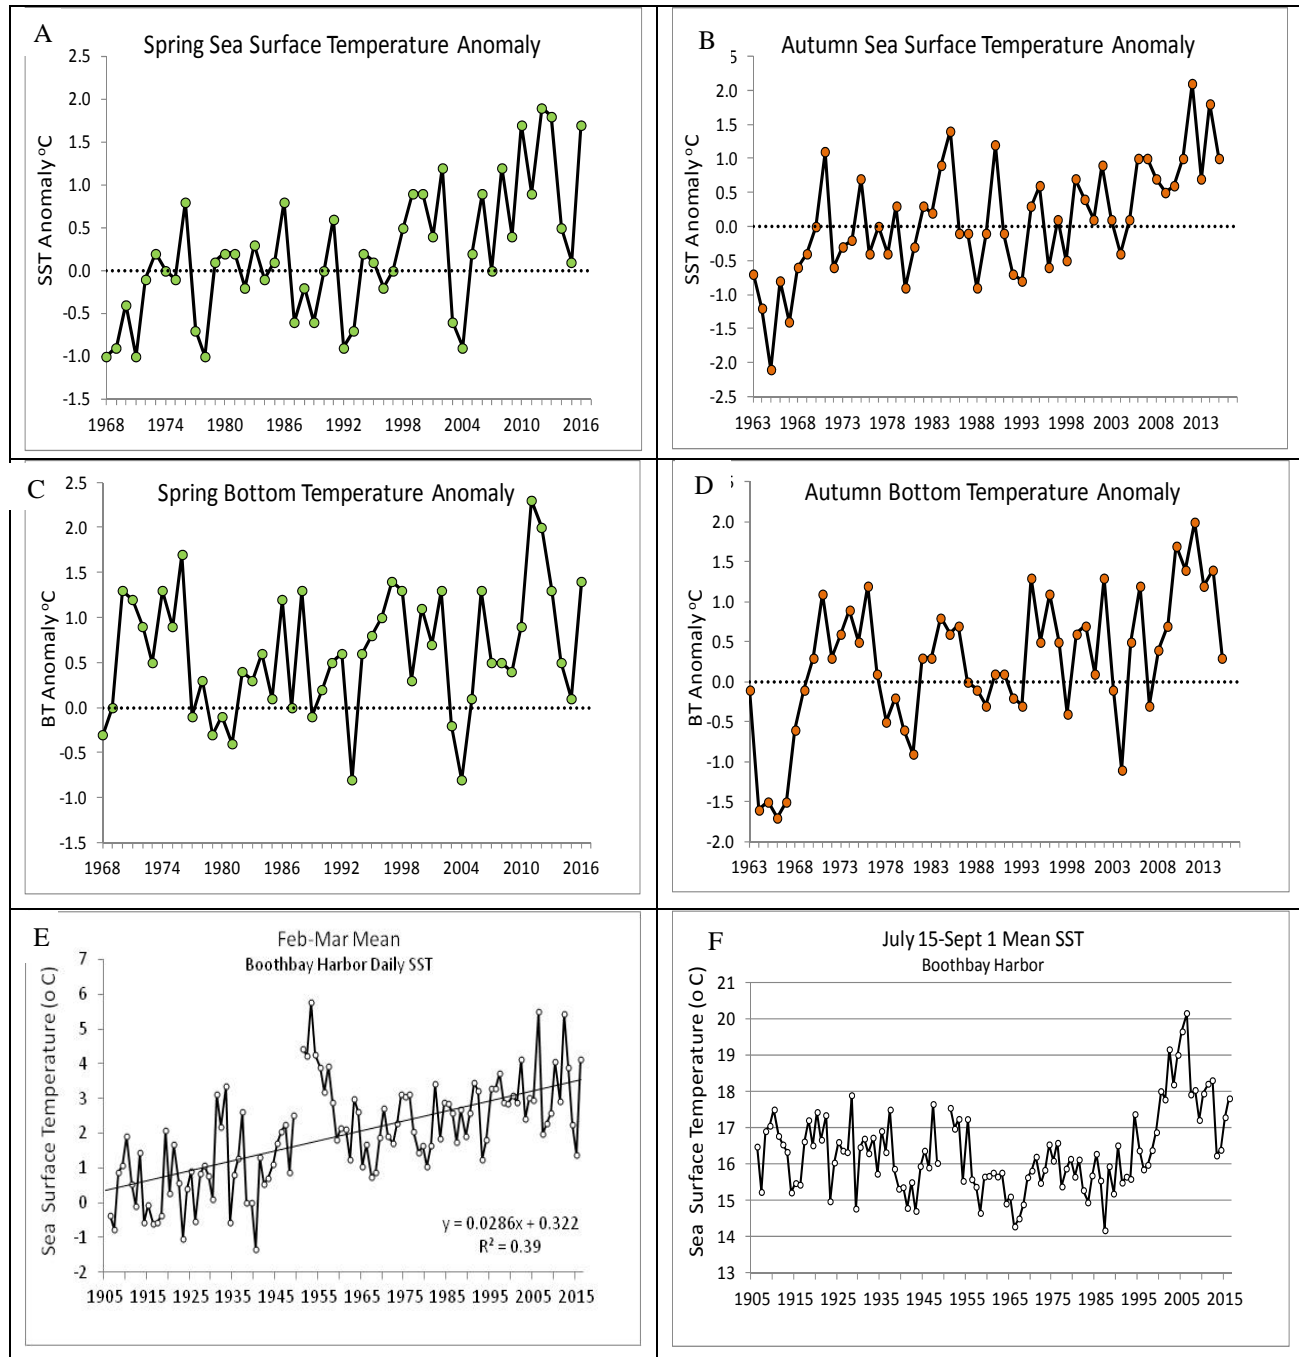 A
Spring Sea Surface Temperature Anomaly
SST Anomaly °C
2.5
2.0
1.5
1.0
0.5
0.0
-0.5
-1.0
-1.5
1968 1974 1980 1986 1992 1998 2004 2010 2016
B
Autumn Sea Surface Temperature Anomaly
SST Anomaly °C
5
2.0
1.5
1.0
0.5
0.0
-0.5
-1.0
-1.5
-2.0
-2.5
1963 1968 1973 1978 1983 1988 1993 1998 2003 2008 2013
C
Spring Bottom Temperature Anomaly
BT Anomaly °C
2.5
2.0
1.5
1.0
0.5
0.0
-0.5
-1.0
-1.5
1968 1974 1980 1986 1992 1998 2004 2010 2016
D
Autumn Bottom Temperature Anomaly
BT Anomaly °C
2.0
1.5
1.0
0.5
0.0
-0.5
-1.0
-1.5
-2.0
1963 1968 1973 1978 1983 1988 1993 1998 2003 2008 2013
E
Feb-Mar Mean
Boothbay Harbor Daily SST
Sea Surface Temperature (o C)
7
6
5
4
3
2
1
0
-1
-2
y = 0.0286x + 0.322
R² = 0.39
1905 1915 1925 1935 1945 1955 1965 1975 1985 1995 2005 2015
F
July 15-Sept 1 Mean SST
Boothbay Harbor
Sea Surface Temperature (o C)
21
20
19
18
17
16
15
14
13
1905 1915 1925 1935 1945 1955 1965 1975 1985 1995 2005 2015